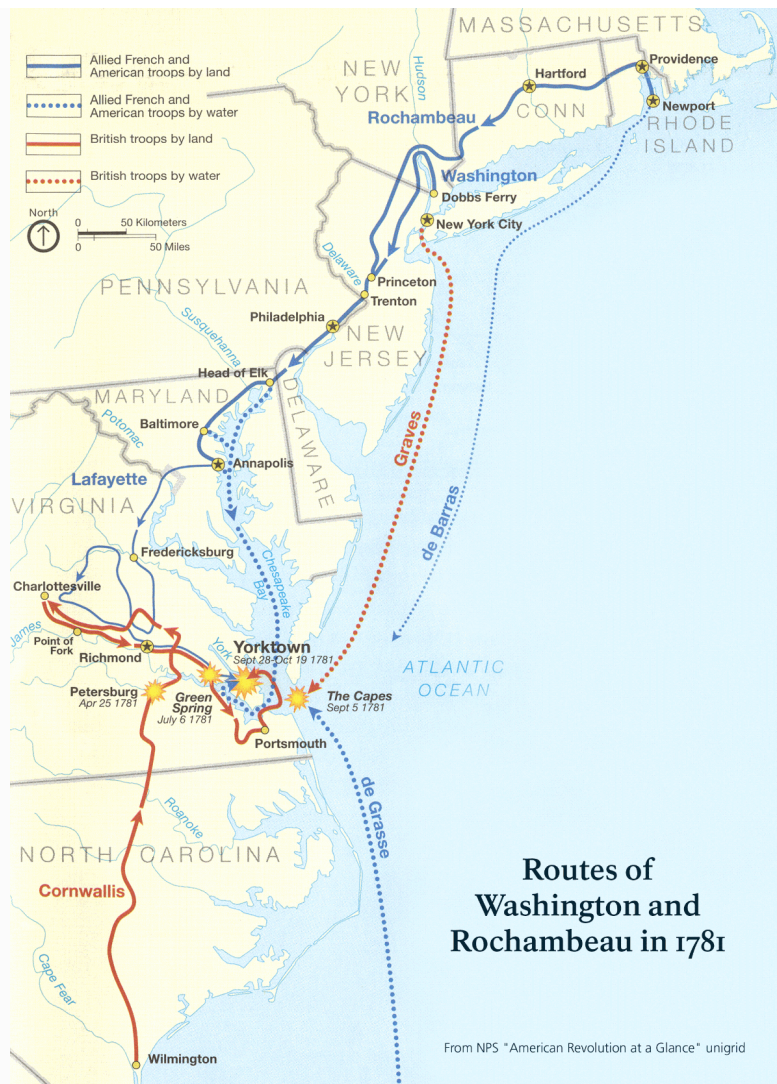 MASSACHUSETTS
Allied French and
American troops by land
Allied French and
American troops by water
British troops by land
British troops by water
North
0 50 Kilometers
0 50 Miles
NEW
YORK
Hudson
Rochambeau
Hartford
CONN
Providence
Newport
RHODE
ISLAND
Washington
Dobbs Ferry
New York City
Delaware
Princeton
Trenton
PENNSYLVANIA
Philadelphia
NEW
JERSEY
Susquehanna
Head of Elk
MARYLAND
DELAWARE
Potomac
Baltimore
Annapolis
Lafayette
VIRGINIA
Graves
de Barras
Fredericksburg
Chesapeake
Bay
Charlottesville
James
Point of
Fork
Richmond
York
Yorktown
Sept 28-Oct 19 1781
ATLANTIC
OCEAN
Petersburg
Apr 25 1781
Green
Spring
July 6 1781
The Capes
Sept 5 1781
Portsmouth
de Grasse
Roanoke
NORTH CAROLINA
Cornwallis
Cape Fear
Wilmington
Routes of
Washington and
Rochambeau in 1781
From NPS "American Revolution at a Glance" unigrid